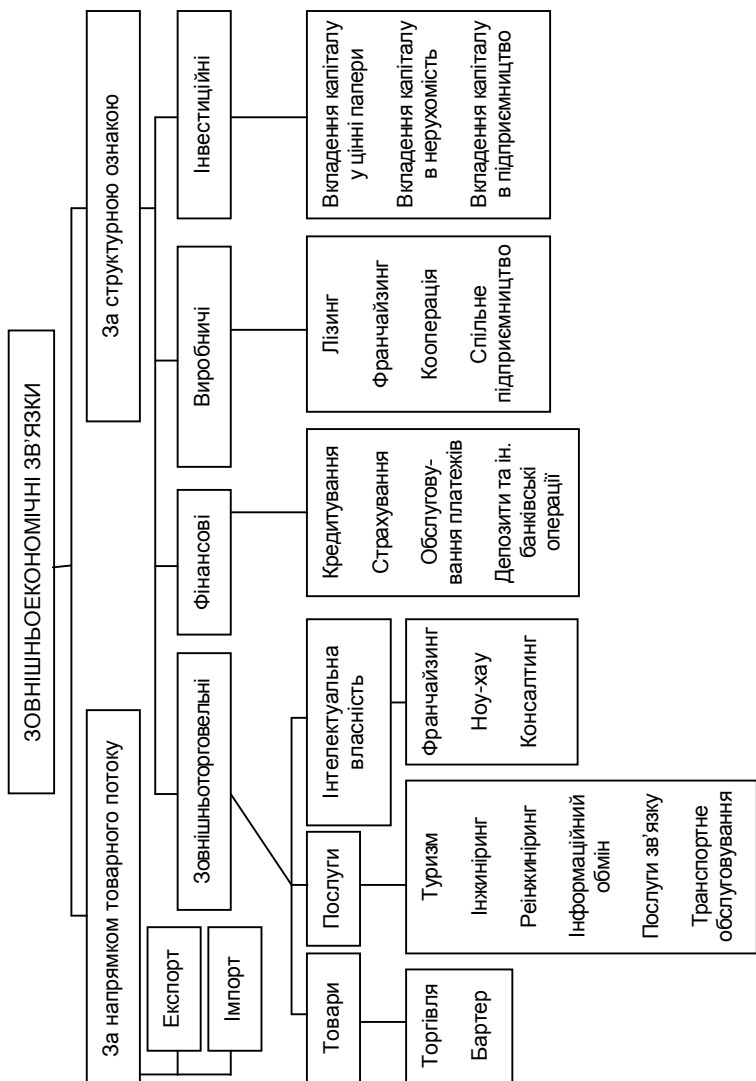 ЗОВНІШНЬОЕКОНОМІЧНІ ЗВ'ЯЗКИ
За напрямком товарного потоку
За структурною ознакою
Експорт
Імпорт
Зовнішньоторговельні
Фінансові
Виробничі
Інвестиційні
Товари
Послуги
Інтелектуальна
власність
Кредитування
Страхування
Обслугову-
вання платежів
Депозити та ін.
банківські
операції
Лізинг
Франчайзинг
Кооперація
Спільне
підприємництво
Вкладення капіталу
у цінні папери
Вкладення капіталу
в нерухомість
Вкладення капіталу
в підприємництво
Торгівля
Бартер
Туризм
Інжиніринг
Реінжиніринг
Інформаційний
обмін
Послуги зв'язку
Транспортне
обслуговування
Франчайзинг
Ноу-хау
Консалтинг